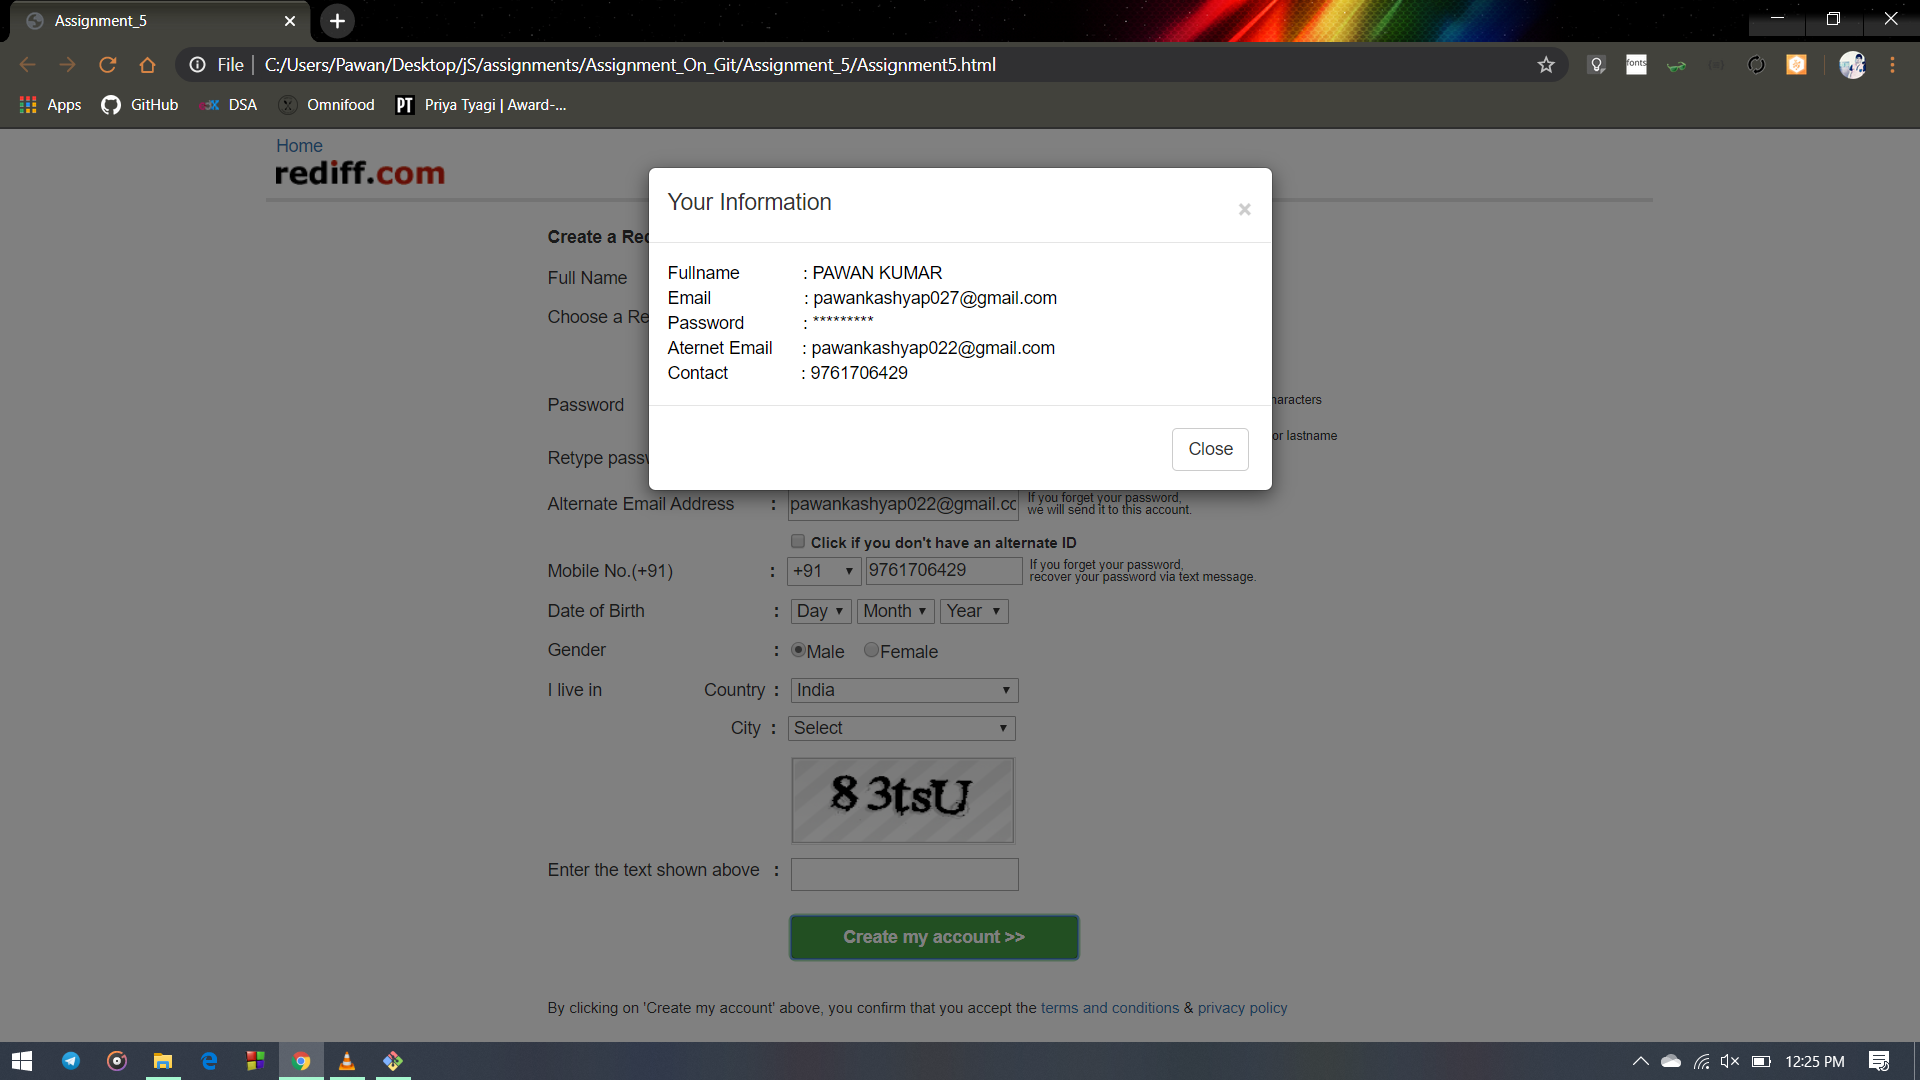 Assignment_5
File
C:/Users/Pawan/Desktop/jS/assignments/Assignment_On_Git/Assignment_5/Assignment5.html
fonts
Apps
GitHub
DSA
Omnifood
PT
Priya Tyagi | Award-...
Home
rediff.com
Your Information
×
Create a Red
Fullname : PAWAN KUMAR
Full Name
Email : pawankashyap027@gmail.com
Choose a Re
Password : *********
Aternet Email : pawankashyap022@gmail.com
Contact : 9761706429
Password
haracters
or lastname
Close
Retype passw
Alternate Email Address : pawankashyap022@gmail.cc
If you forget your password,
we will send it to this account.
Click if you don't have an alternate ID
Mobile No.(+91) : +91 9761706429
If you forget your password,
recover your password via text message.
Date of Birth : Day Month Year
Gender : Male Female
I live in Country : India
City : Select
83tsU
Enter the text shown above :
Create my account >>
By clicking on 'Create my account' above, you confirm that you accept the terms and conditions & privacy policy
12:25 PM